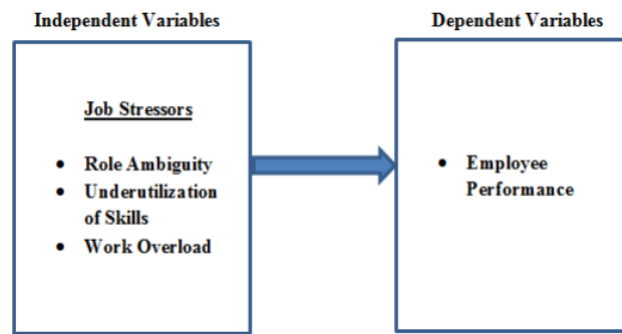 Independent Variables
Job Stressors
• Role Ambiguity
• Underutilization
of Skills
• Work Overload
Dependent Variables
• Employee
Performance